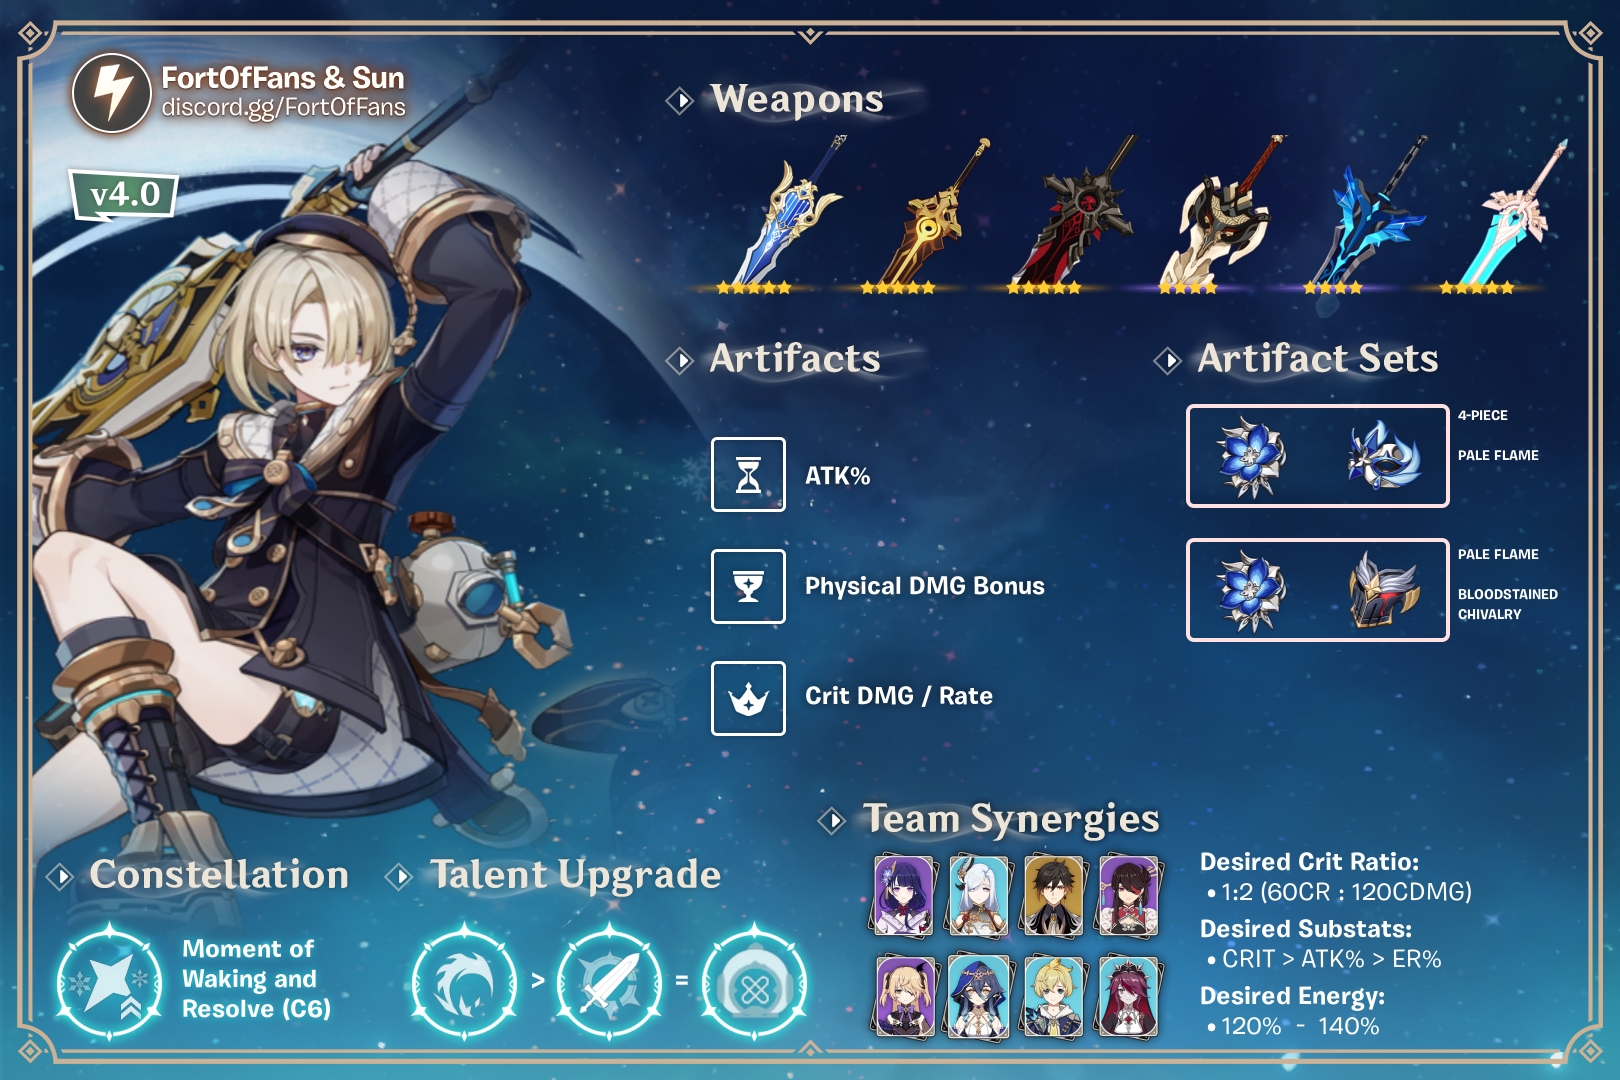 FortOfFans & Sun
discord.gg/FortOfFans
v4.0
Weapons
Artifacts
ATK%
Physical DMG Bonus
Crit DMG / Rate
Artifact Sets
4-PIECE
PALE FLAME
PALE FLAME
BLOODSTAINED
CHIVALRY
Constellation
Moment of
Waking and
Resolve (C6)
Talent Upgrade
>
=
Team Synergies
Desired Crit Ratio:
• 1:2 (60CR : 120CDMG)
Desired Substats:
• CRIT > ATK% > ER%
Desired Energy:
• 120% - 140%